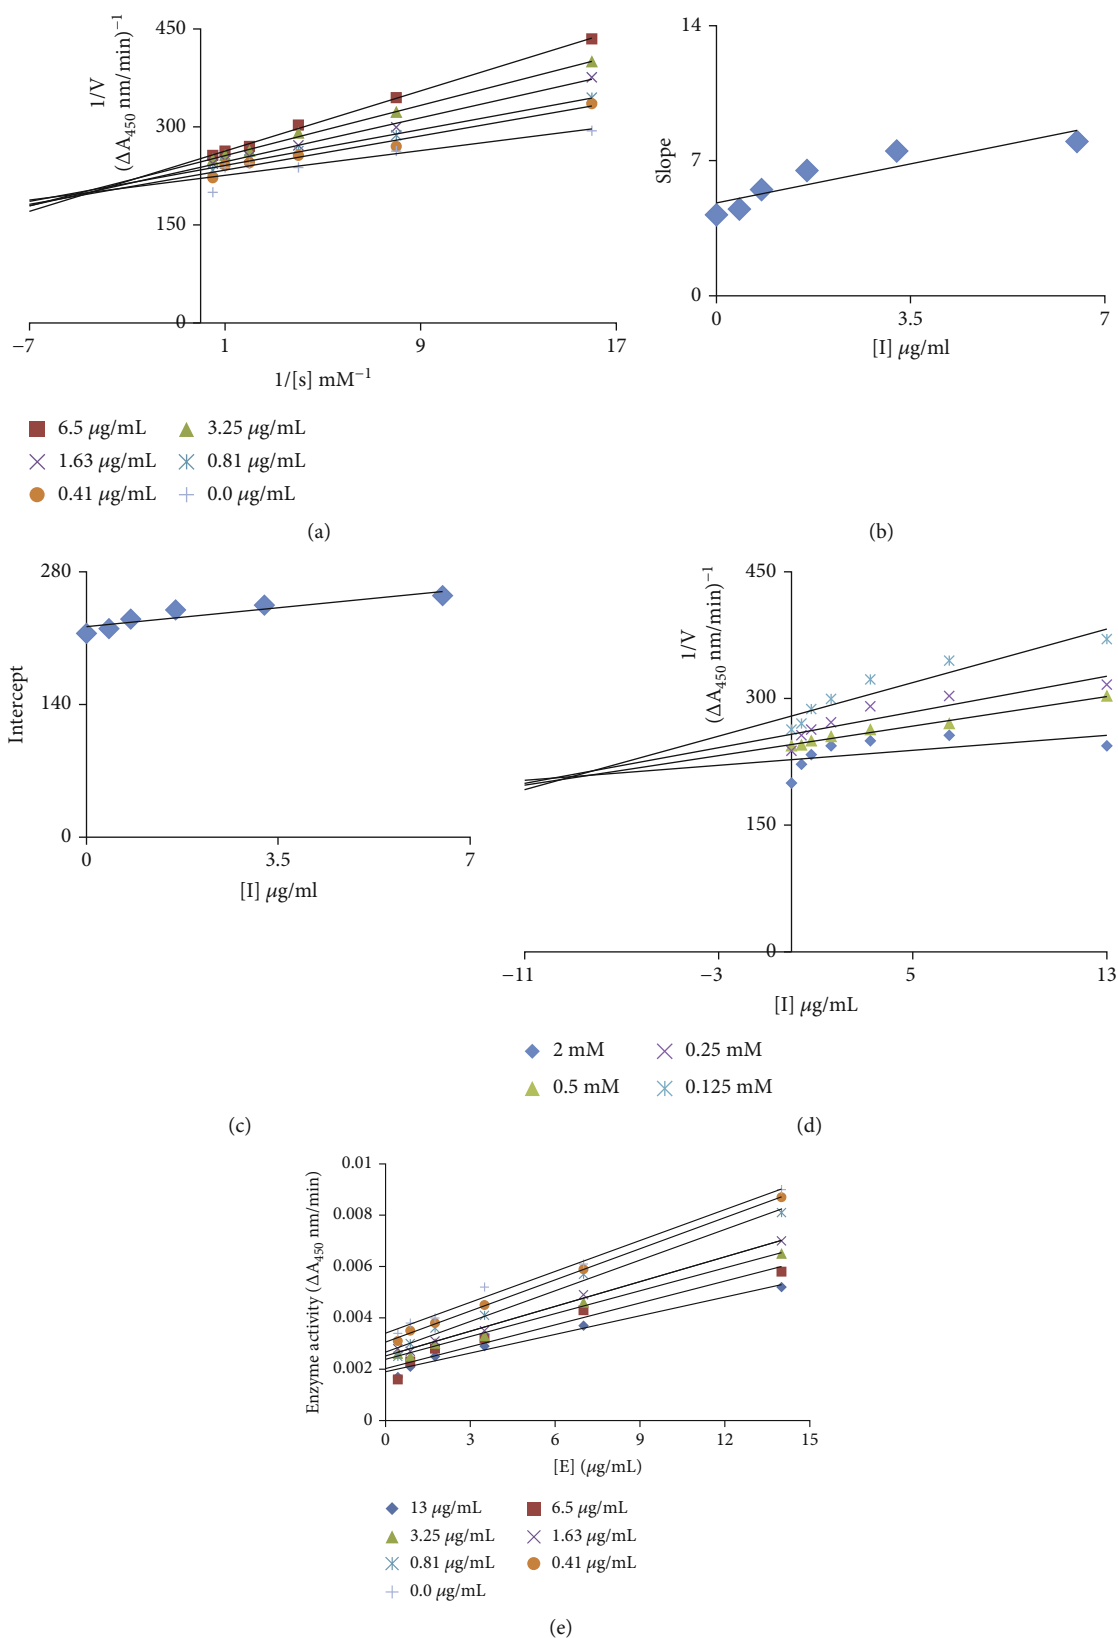 450
300
150
0
1/V
(ΔA₄₅₀ nm/min)⁻¹
−7 1 9 17
1/[s] mM⁻¹
6.5 μg/mL 3.25 μg/mL
1.63 μg/mL 0.81 μg/mL
0.41 μg/mL 0.0 μg/mL
(a)
14
7
0
Slope
0 3.5 7
[I] μg/ml
(b)
280
140
0
Intercept
0 3.5 7
[I] μg/ml
(c)
450
300
150
0
1/V
(ΔA₄₅₀ nm/min)⁻¹
−11 −3 5 13
[I] μg/mL
2 mM 0.25 mM
0.5 mM 0.125 mM
(d)
0.01
0.008
0.006
0.004
0.002
0
Enzyme activity (ΔA₄₅₀ nm/min)
0 3 6 9 12 15
[E] (μg/mL)
13 μg/mL 6.5 μg/mL
3.25 μg/mL 1.63 μg/mL
0.81 μg/mL 0.41 μg/mL
0.0 μg/mL
(e)